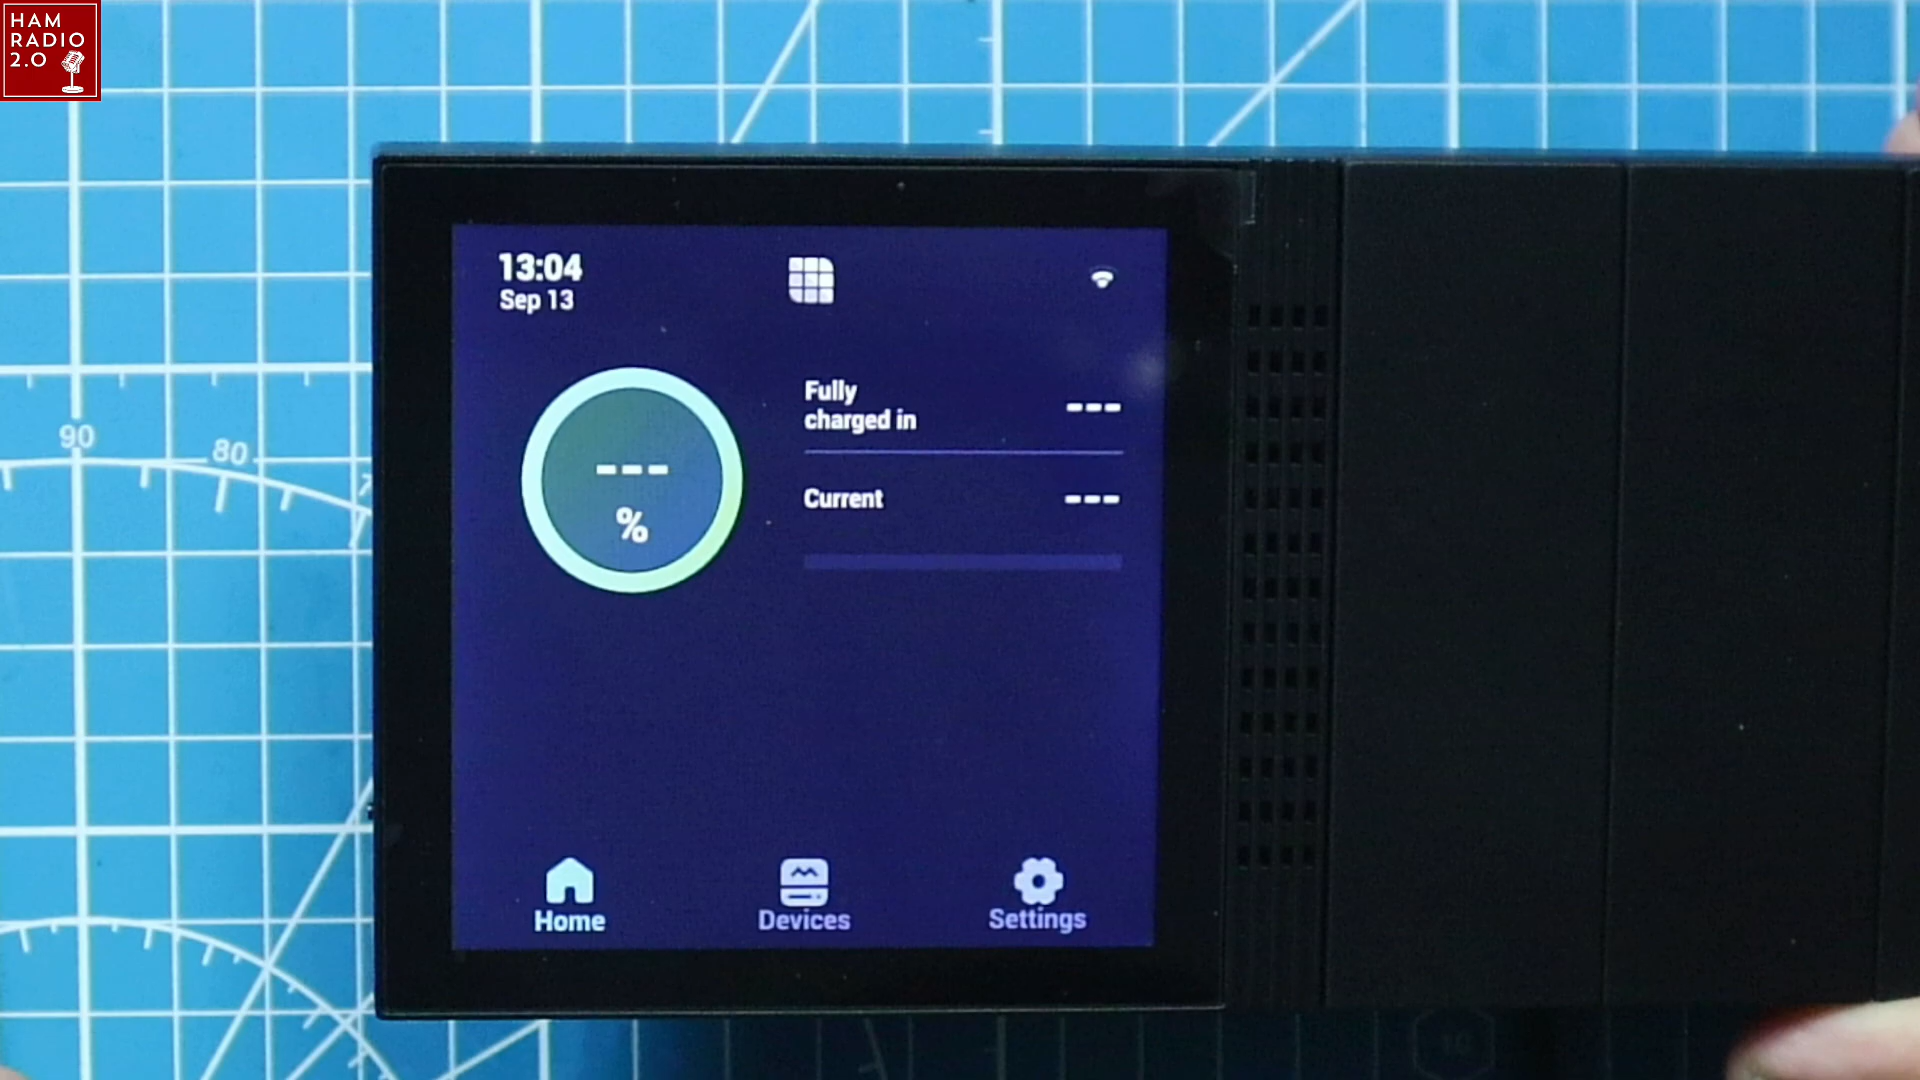 HAM
RADIO
2.0
13:04
Sep 13
90
80
Fully
charged in
---
---
%
Current
---
Home
Devices
Settings